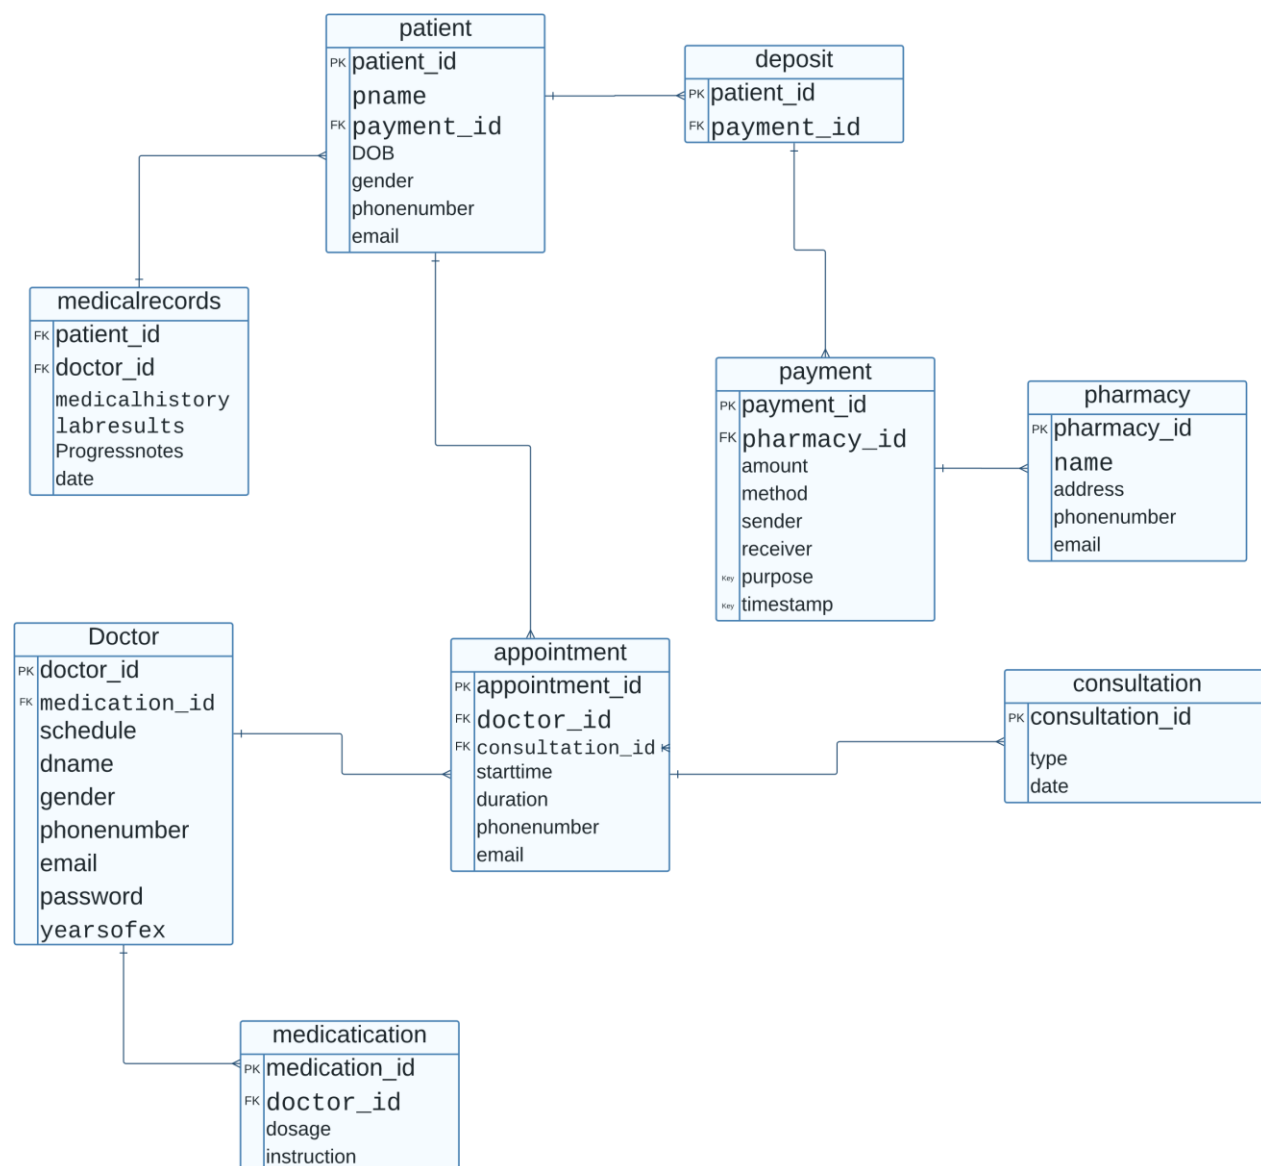 patient
PK patient_id
pname
FK payment_id
DOB
gender
phonenumber
email
deposit
PK patient_id
FK payment_id
medicalrecords
FK patient_id
FK doctor_id
medicalhistory
labresults
Progressnotes
date
payment
PK payment_id
FK pharmacy_id
amount
method
sender
receiver
Key purpose
Key timestamp
pharmacy
PK pharmacy_id
name
address
phonenumber
email
Doctor
PK doctor_id
FK medication_id
schedule
dname
gender
phonenumber
email
password
yearsofex
appointment
PK appointment_id
FK doctor_id
FK consultation_id
starttime
duration
phonenumber
email
consultation
PK consultation_id
type
date
medicatication
PK medication_id
FK doctor_id
dosage
instruction